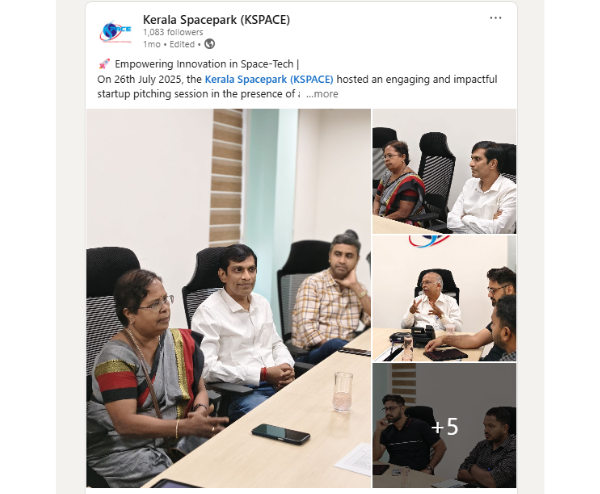 KSPACE
Kerala Spacepark (KSPACE)
1,083 followers
1mo • Edited •
🚀 Empowering Innovation in Space-Tech |
On 26th July 2025, the Kerala Spacepark (KSPACE) hosted an engaging and impactful
startup pitching session in the presence of a ...more
+5